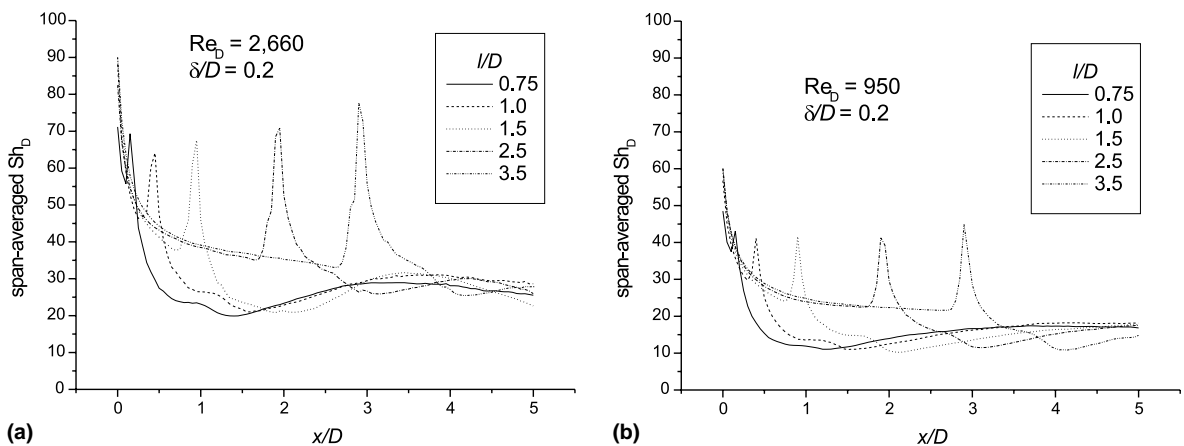 100
90
80
70
60
50
40
30
20
10
0
span-averaged Sh_D
Re_D = 2,660
δ/D = 0.2
l/D
0.75
1.0
1.5
2.5
3.5
0 1 2 3 4 5
x/D
(a)
100
90
80
70
60
50
40
30
20
10
0
span-averaged Sh_D
Re_D = 950
δ/D = 0.2
l/D
0.75
1.0
1.5
2.5
3.5
0 1 2 3 4 5
x/D
(b)